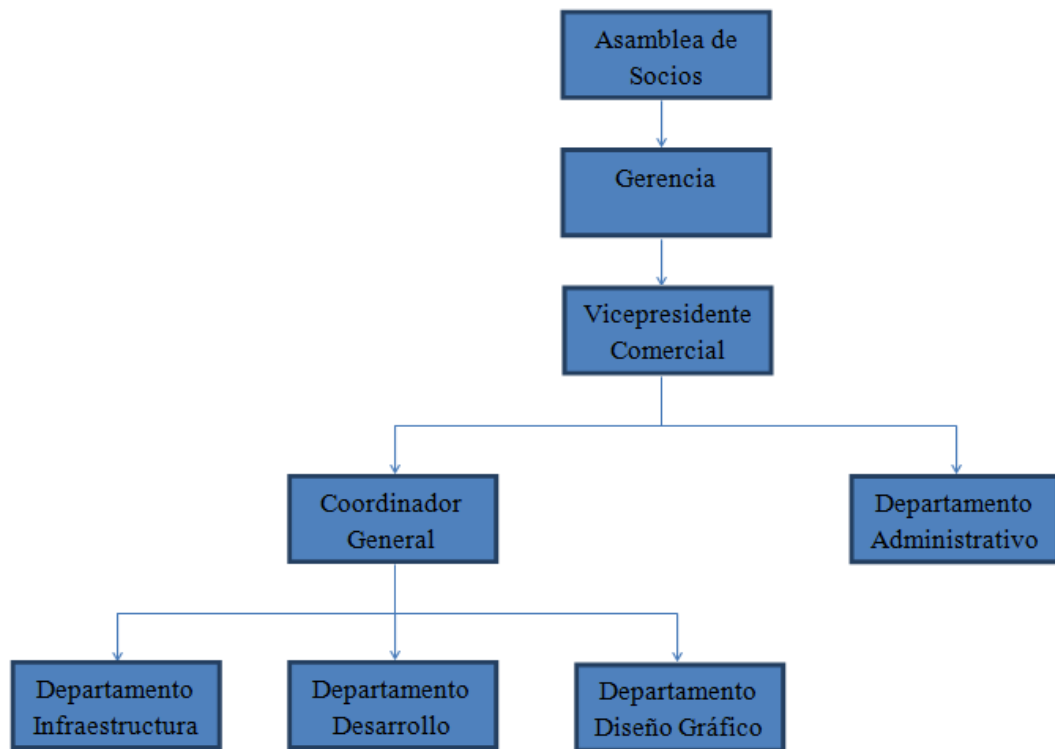 Asamblea de
Socios
Gerencia
Vicepresidente
Comercial
Coordinador
General
Departamento
Administrativo
Departamento
Infraestructura
Departamento
Desarrollo
Departamento
Diseño Gráfico